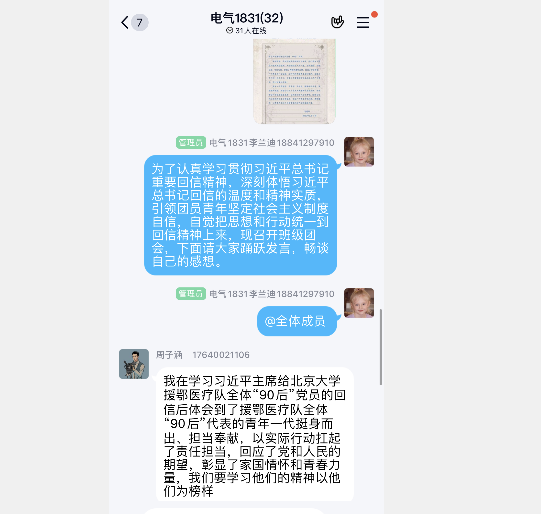 7
电气1831(32)
31人在线
管理员 电气1831李兰迪18841297910
为了认真学习贯彻习近平总书记
重要回信精神，深刻体悟习近平
总书记回信的温度和精神实质，
引领团员青年坚定社会主义制度
自信，自觉把思想和行动统一到
回信精神上来，现召开班级团
会，下面请大家踊跃发言，畅谈
自己的感想。
管理员 电气1831李兰迪18841297910
@全体成员
周子涵 17640021106
我在学习习近平主席给北京大学
援鄂医疗队全体“90后”党员的回
信后体会到了援鄂医疗队全体
“90后”代表的青年一代挺身而
出、担当奉献，以实际行动扛起
了责任担当，回应了党和人民的
期望，彰显了家国情怀和青春力
量，我们要学习他们的精神以他
们为榜样